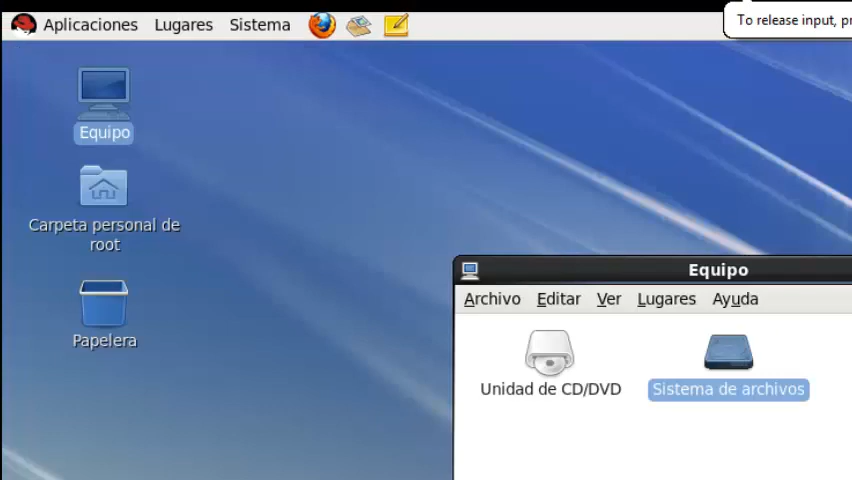 Aplicaciones Lugares Sistema
To release input, pr
Equipo
Carpeta personal de
root
Papelera
Equipo
Archivo Editar Ver Lugares Ayuda
Unidad de CD/DVD Sistema de archivos